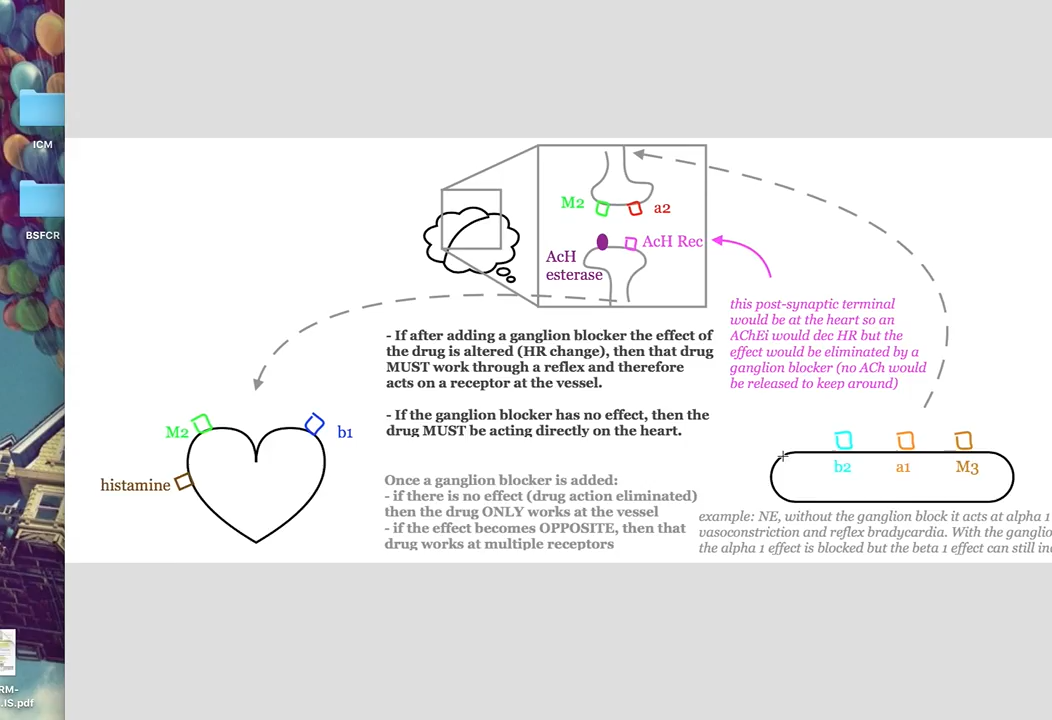 ICM
BSFCR
RM-
.IS.pdf
M2
a2
AcH Rec
AcH
esterase
this post-synaptic terminal
would be at the heart so an
AChEi would dec HR but the
effect would be eliminated by a
ganglion blocker (no ACh would
be released to keep around)
- If after adding a ganglion blocker the effect of
the drug is altered (HR change), then that drug
MUST work through a reflex and therefore
acts on a receptor at the vessel.
- If the ganglion blocker has no effect, then the
drug MUST be acting directly on the heart.
M2
b1
histamine
b2
a1
M3
Once a ganglion blocker is added:
- if there is no effect (drug action eliminated)
then the drug ONLY works at the vessel
- if the effect becomes OPPOSITE, then that
drug works at multiple receptors
example: NE, without the ganglion block it acts at alpha 1
vasoconstriction and reflex bradycardia. With the ganglio
the alpha 1 effect is blocked but the beta 1 effect can still in